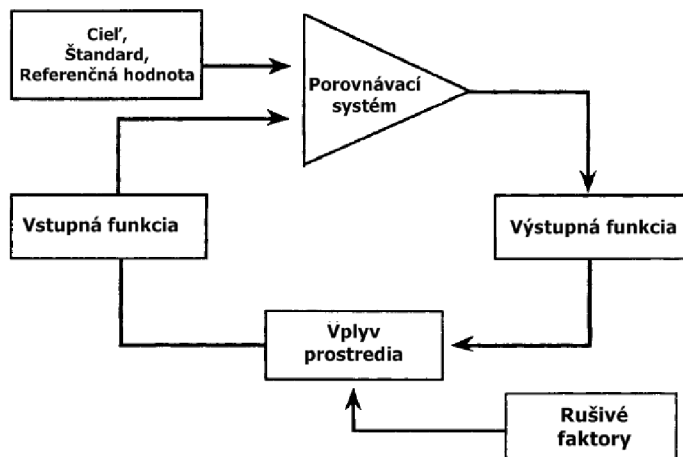 Cieľ,
Štandard,
Referenčná hodnota
Porovnávací
systém
Vstupná funkcia
Výstupná funkcia
Vplyv
prostredia
Rušivé
faktory